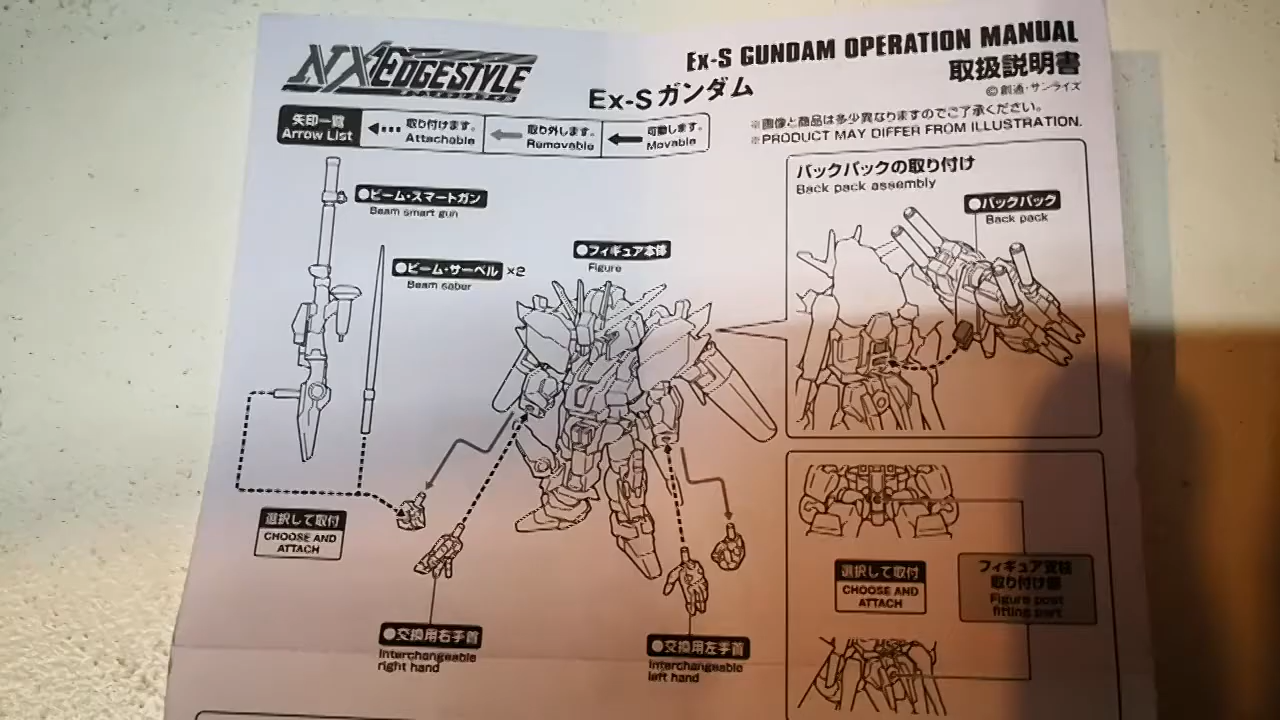 NXEDGESTYLE
Ex-S GUNDAM OPERATION MANUAL
Ex-Sガンダム
取扱説明書
©創通・サンライズ
矢印一覧
Arrow List
取り付けます。
Attachable
取り外します。
Removable
可動します。
Movable
※画像と商品は多少異なりますのでご了承ください。
※PRODUCT MAY DIFFER FROM ILLUSTRATION.
●ビーム・スマートガン
Beam smart gun
●ビーム・サーベル ×2
Beam saber
●フィギュア本体
Figure
バックパックの取り付け
Back pack assembly
●バックパック
Back pack
選択して取付
CHOOSE AND
ATTACH
●交換用右手首
Interchangeable
right hand
●交換用左手首
Interchangeable
left hand
選択して取付
CHOOSE AND
ATTACH
フィギュア支柱
取り付け部
Figure post
fitting part